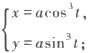 x = a cos³ t,
y = a sin³ t;